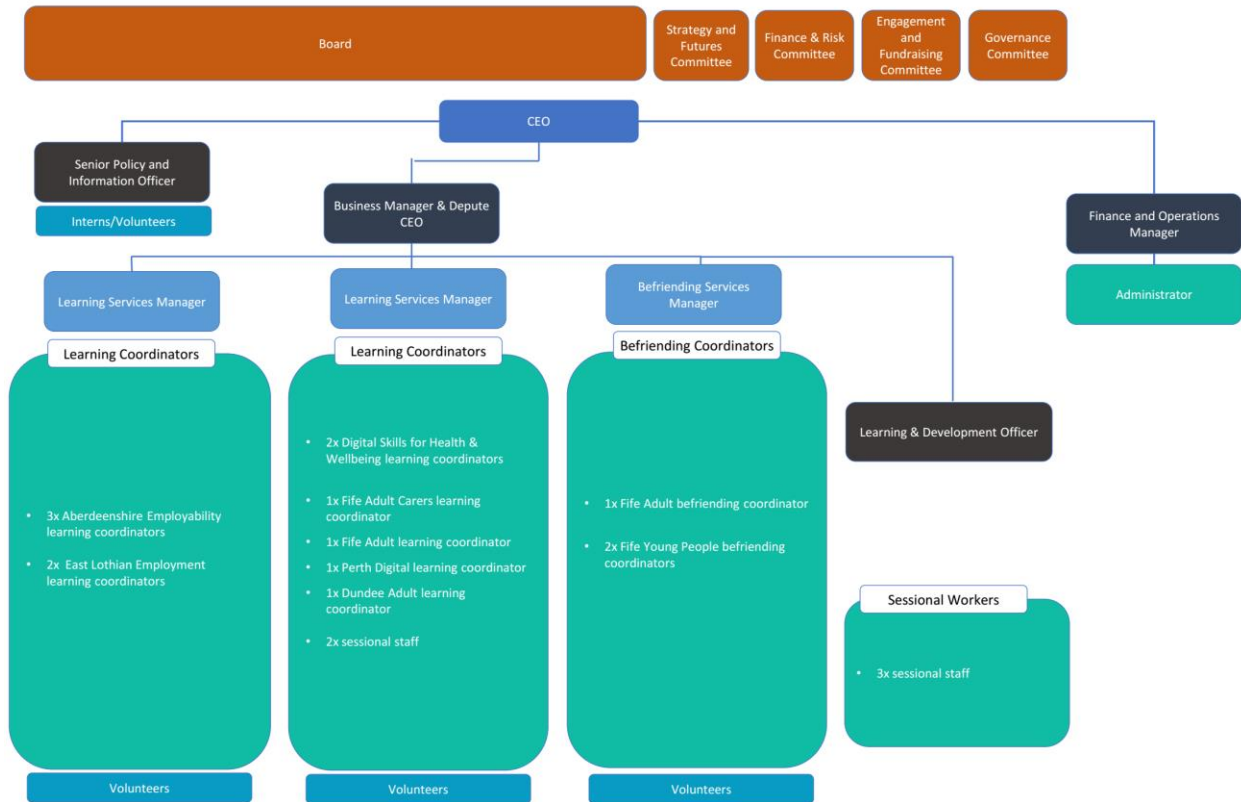 Board
Strategy and
Futures
Committee
Finance & Risk
Committee
Engagement
and
Fundraising
Committee
Governance
Committee
CEO
Senior Policy and
Information Officer
Interns/Volunteers
Business Manager & Depute
CEO
Finance and Operations
Manager
Administrator
Learning Services Manager
Learning Services Manager
Befriending Services
Manager
Learning & Development Officer
Learning Coordinators
• 3x Aberdeenshire Employability
learning coordinators
• 2x East Lothian Employment
learning coordinators
Volunteers
Learning Coordinators
• 2x Digital Skills for Health &
Wellbeing learning coordinators
• 1x Fife Adult Carers learning
coordinator
• 1x Fife Adult learning coordinator
• 1x Perth Digital learning coordinator
• 1x Dundee Adult learning
coordinator
• 2x sessional staff
Volunteers
Befriending Coordinators
• 1x Fife Adult befriending coordinator
• 2x Fife Young People befriending
coordinators
Volunteers
Sessional Workers
• 3x sessional staff